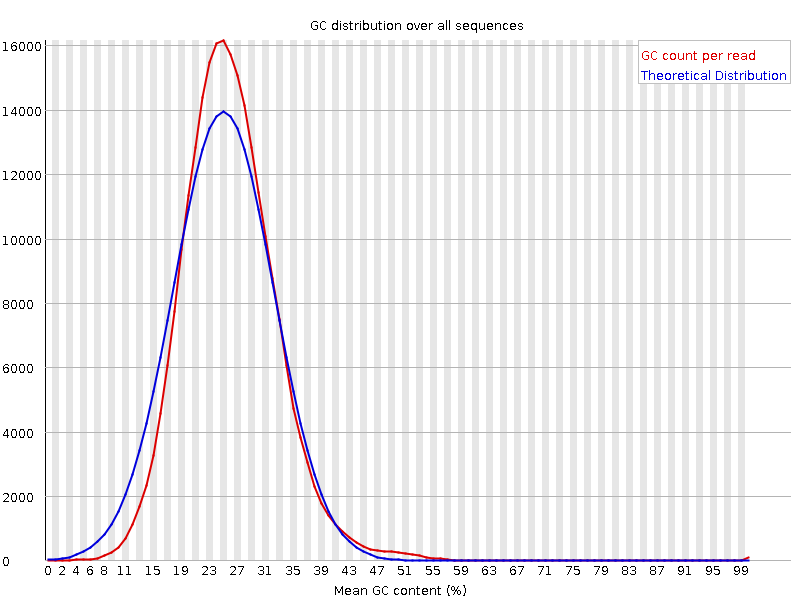 GC distribution over all sequences
GC count per read
Theoretical Distribution
16000
14000
12000
10000
8000
6000
4000
2000
0
0 2 4 6 8 11 15 19 23 27 31 35 39 43 47 51 55 59 63 67 71 75 79 83 87 91 95 99
Mean GC content (%)